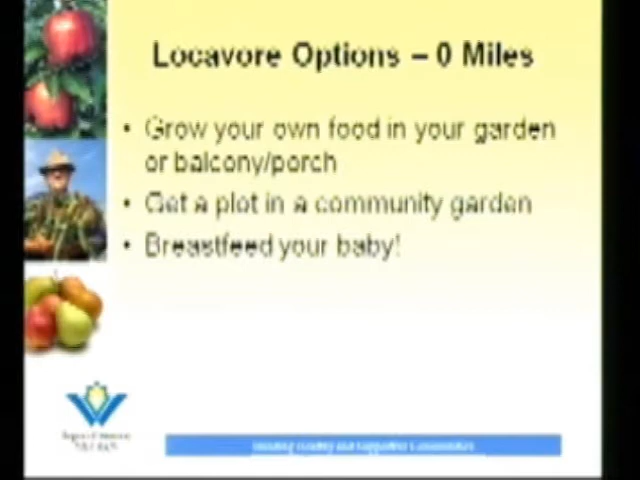 Locavore Options – 0 Miles
• Grow your own food in your garden
or balcony/porch
• Get a plot in a community garden
• Breastfeed your baby!